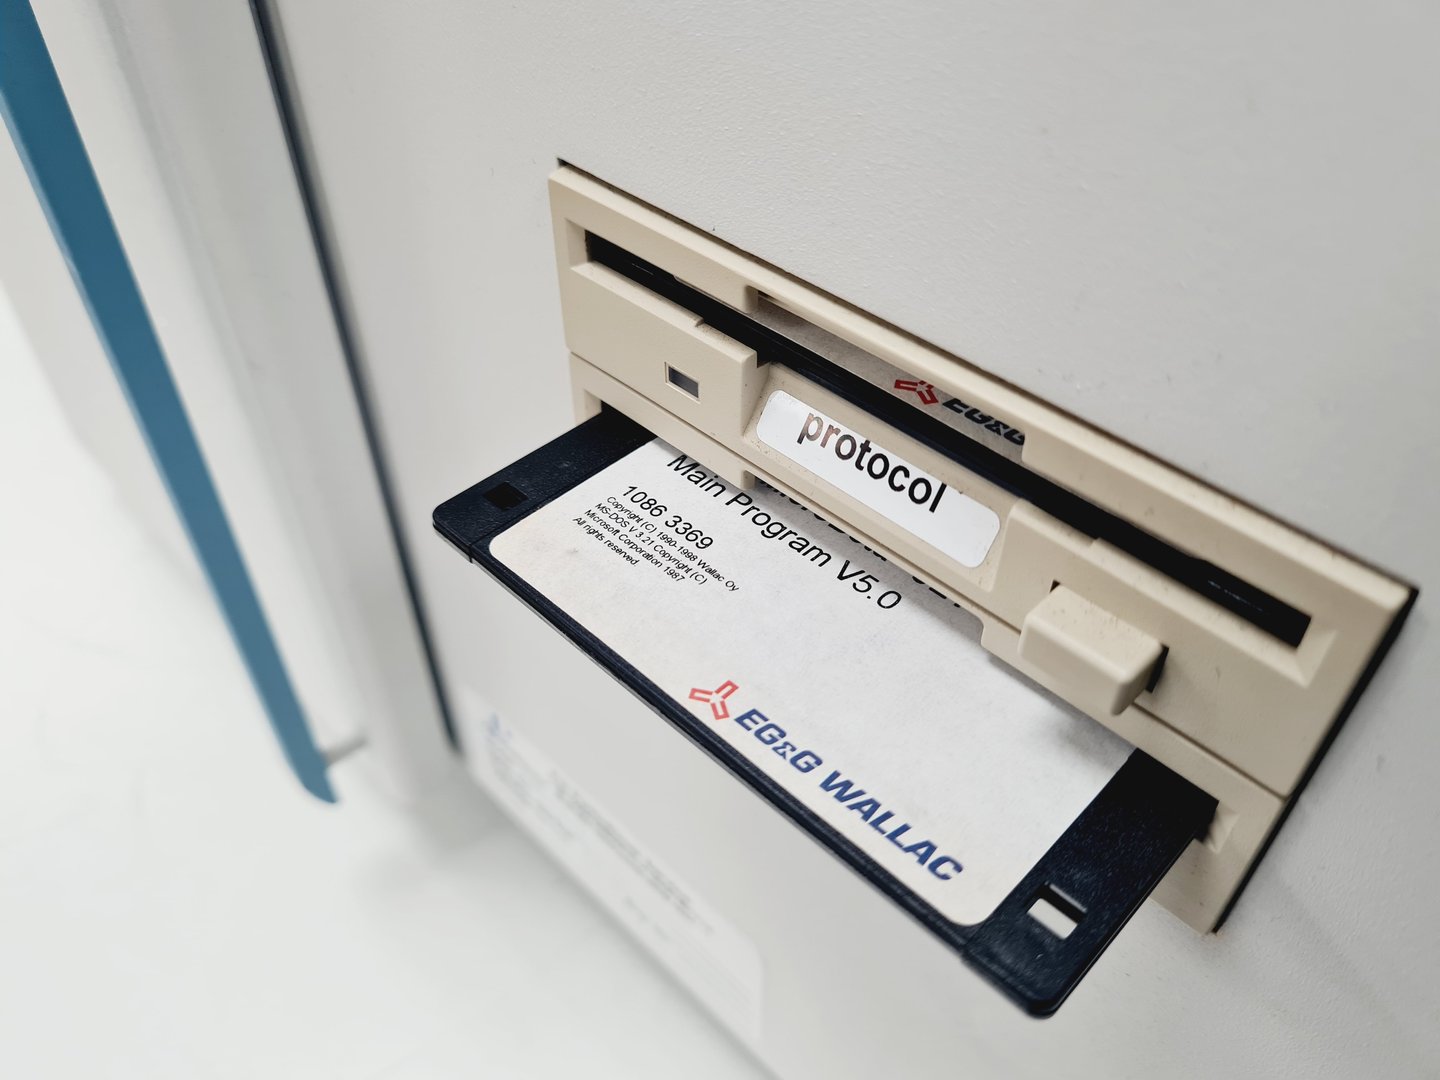 EG&G
protocol
Main Program V5.0
1086 3369
Copyright (C) 1990-1998 Wallac Oy
MS-DOS V 3.21 Copyright (C)
Microsoft Corporation 1987
All rights reserved
EG&G WALLAC